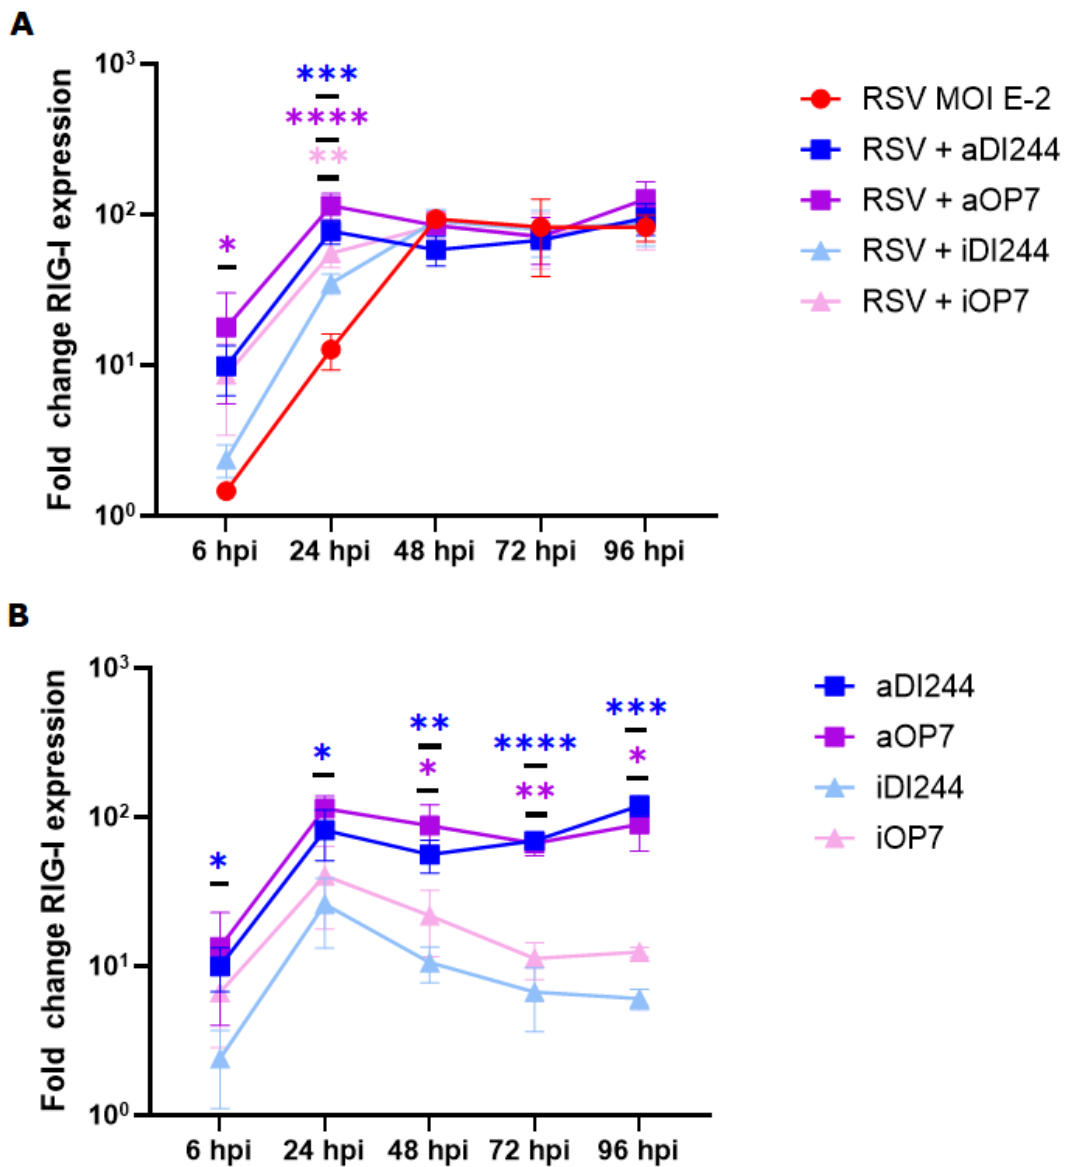 A
Fold change RIG-I expression
10³
10²
10¹
10⁰
***
****
**
*
6 hpi 24 hpi 48 hpi 72 hpi 96 hpi
RSV MOI E-2
RSV + aDI244
RSV + aOP7
RSV + iDI244
RSV + iOP7
B
Fold change RIG-I expression
10³
10²
10¹
10⁰
*
*
**
*
****
**
***
*
6 hpi 24 hpi 48 hpi 72 hpi 96 hpi
aDI244
aOP7
iDI244
iOP7